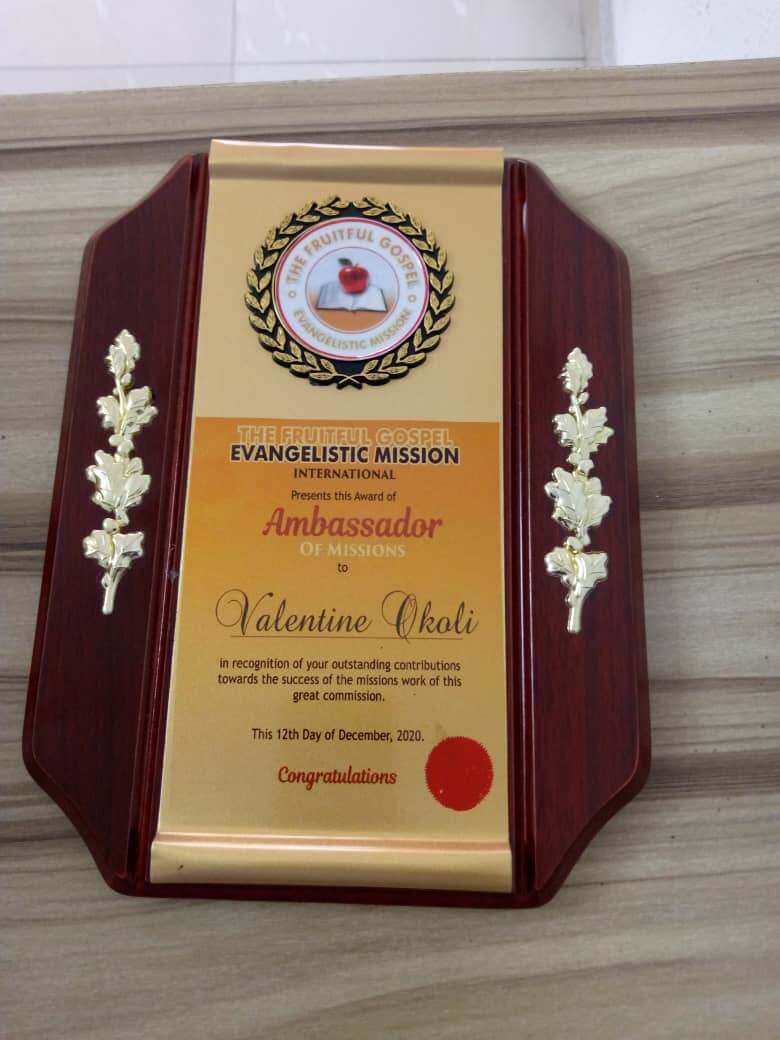 THE FRUITFUL GOSPEL
EVANGELISTIC MISSION
THE FRUITFUL GOSPEL
EVANGELISTIC MISSION
INTERNATIONAL
Presents this Award of
Ambassador
OF MISSIONS
to
Valentine Okoli
in recognition of your outstanding contributions
towards the success of the missions work of this
great commission.
This 12th Day of December, 2020.
Congratulations